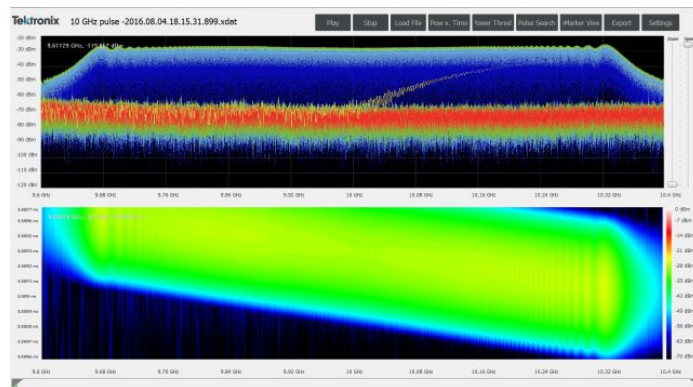 Tektronix 10 GHz pulse -2016.08.04.18.15.31.899.xdat Play Stop Load File Pow v. Time Power Thresl Pulse Search iMarker View Export Settings
-20 dBm
-30 dBm
9.61129 GHz,
-40 dBm
-50 dBm
-60 dBm
-70 dBm
-80 dBm
-90 dBm
-100 dBm
-110 dBm
-120 dBm
9.6 GHz 9.68 GHz 9.76 GHz 9.84 GHz 9.92 GHz 10 GHz 10.08 GHz 10.16 GHz 10.24 GHz 10.32 GHz 10.4 GHz
0 dBm
-7 dBm
-14 dBm
-21 dBm
-28 dBm
-35 dBm
-42 dBm
-49 dBm
-56 dBm
-63 dBm
-70 dBm
9.6 GHz 9.68 GHz 9.76 GHz 9.84 GHz 9.92 GHz 10 GHz 10.08 GHz 10.16 GHz 10.24 GHz 10.32 GHz 10.4 GHz